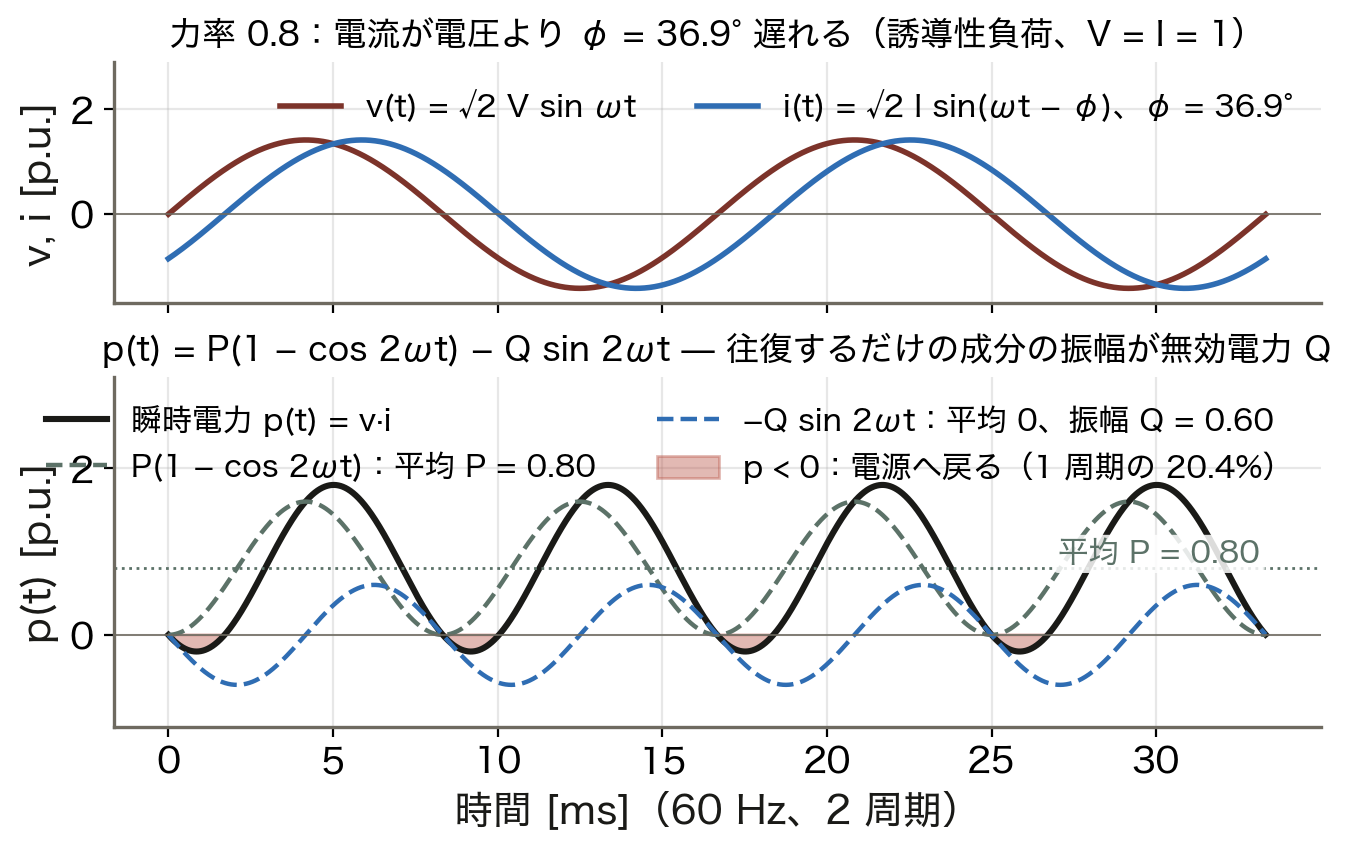 力率 0.8：電流が電圧より ϕ = 36.9° 遅れる（誘導性負荷、V = I = 1）
v(t) = √2 V sin ωt
i(t) = √2 I sin(ωt − ϕ)、ϕ = 36.9°
v, i [p.u.]
2
0
p(t) = P(1 − cos 2ωt) − Q sin 2ωt — 往復するだけの成分の振幅が無効電力 Q
瞬時電力 p(t) = v·i
−Q sin 2ωt：平均 0、振幅 Q = 0.60
P(1 − cos 2ωt)：平均 P = 0.80
p < 0：電源へ戻る（1 周期の 20.4%）
p(t) [p.u.]
2
0
平均 P = 0.80
0 5 10 15 20 25 30
時間 [ms]（60 Hz、2 周期）